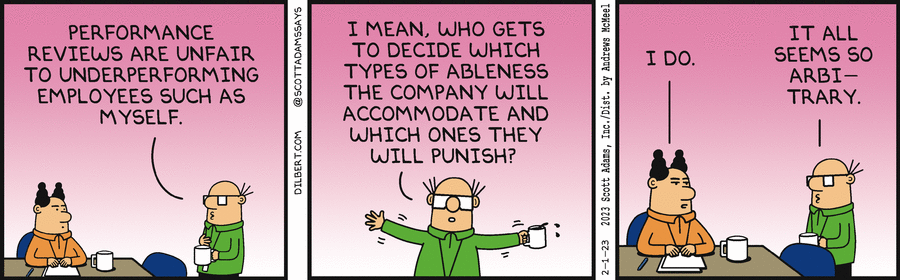 PERFORMANCE
REVIEWS ARE UNFAIR
TO UNDERPERFORMING
EMPLOYEES SUCH AS
MYSELF.
DILBERT.COM @SCOTTADAMSSAYS
I MEAN, WHO GETS
TO DECIDE WHICH
TYPES OF ABLENESS
THE COMPANY WILL
ACCOMMODATE AND
WHICH ONES THEY
WILL PUNISH?
2-1-23 2023 Scott Adams, Inc./Dist. by Andrews McMeel
I DO.
IT ALL
SEEMS SO
ARBI-
TRARY.